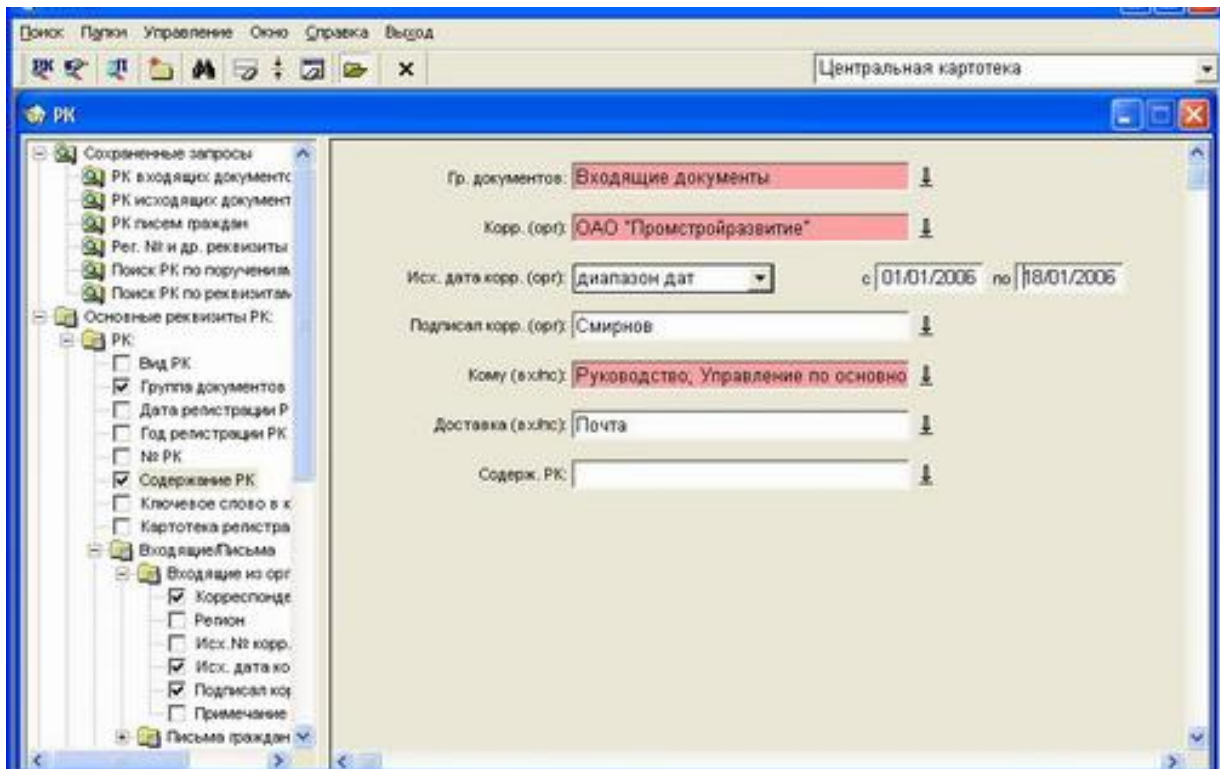 Поиск Папки Управление Окно Справка Выход
Центральная картотека
РК
Сохраненные запросы
РК входящих документс
РК исходящих документ
РК писем граждан
Рег. № и др. реквизиты
Поиск РК по поручениям
Поиск РК по реквизитам
Основные реквизиты РК:
РК:
Вид РК
Группа документов
Дата регистрации Р
Год регистрации РК
№ РК
Содержание РК
Ключевое слово в к
Картотека регистра
Входящие/Письма
Входящие из орг
Корреспонде
Регион
Исх.№ корр.
Исх. дата ко
Подписал кор
Примечание
Письма граждан
Гр. документов: Входящие документы
Корр. (орг): ОАО "Промстройразвитие"
Исх. дата корр. (орг): диапазон дат с 01/01/2006 по 18/01/2006
Подписал корр. (орг): Смирнов
Кому (вх/пс): Руководство; Управление по основно
Доставка (вх/пс): Почта
Содерж. РК: